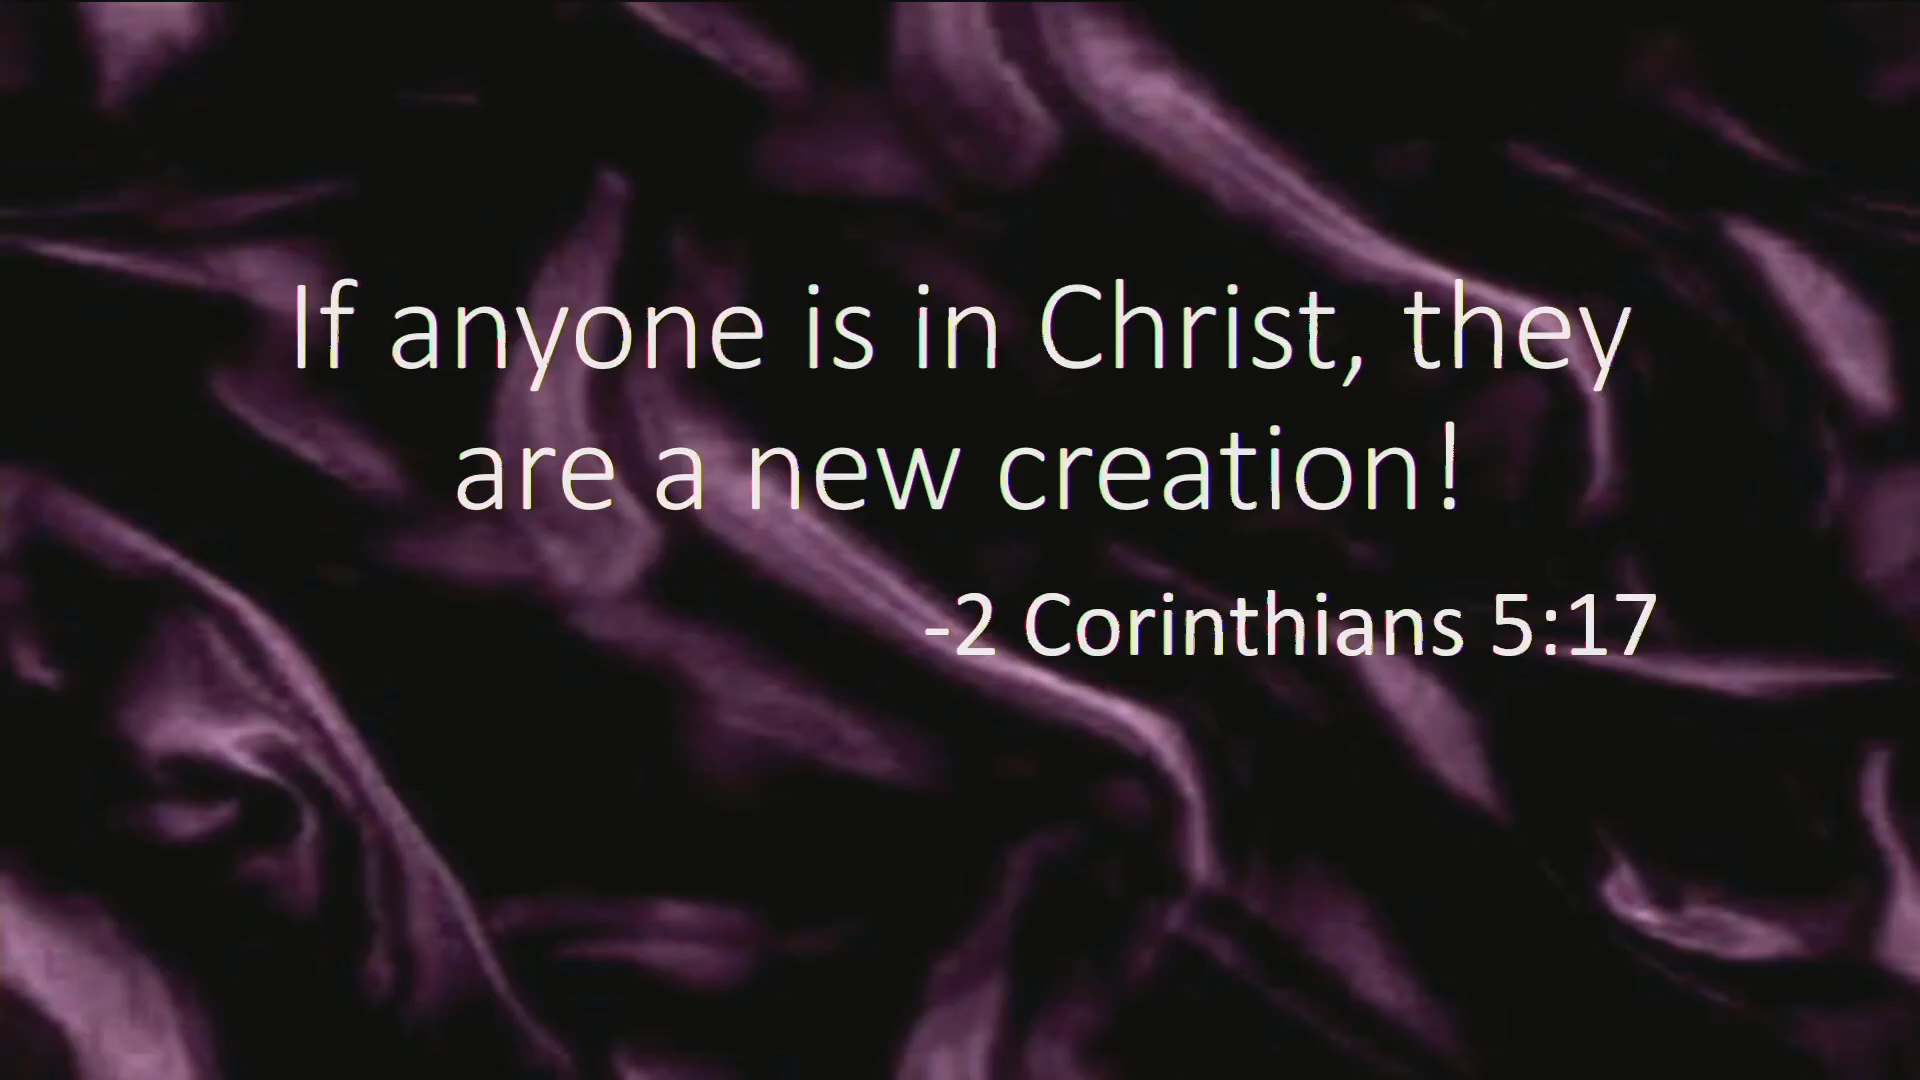 If anyone is in Christ, they
are a new creation!
-2 Corinthians 5:17